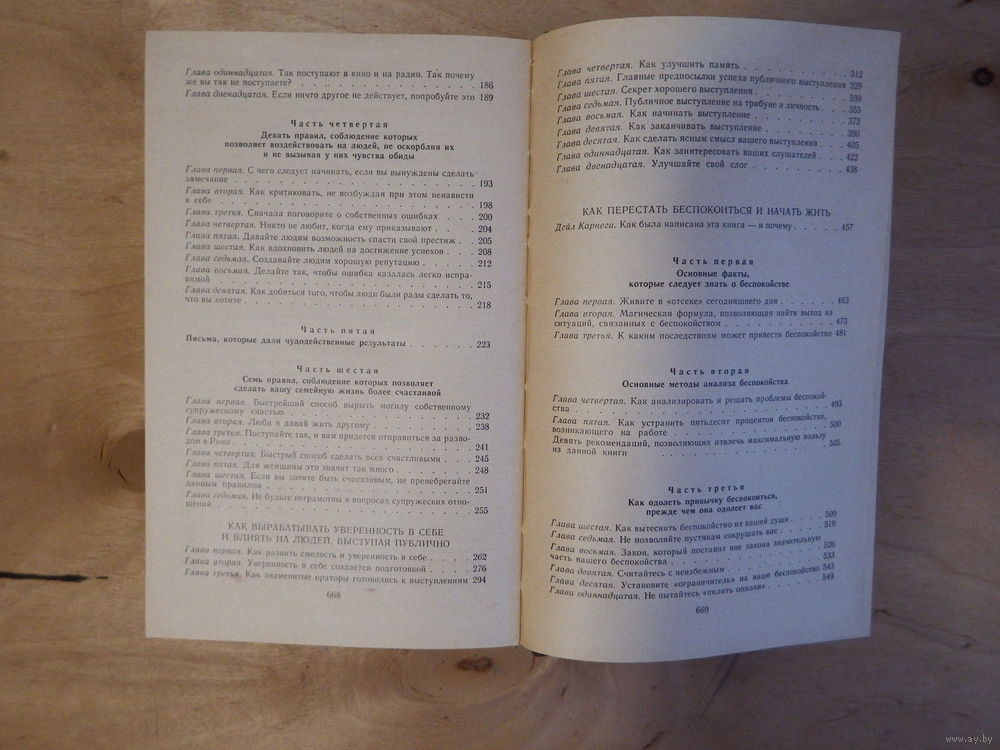 Глава одиннадцатая. Так поступают в кино и на радио. Так почему
же вы так не поступаете? . . . . . . . . . . . . . 186
Глава двенадцатая. Если ничто другое не действует, попробуйте это 189
Часть четвертая
Девять правил, соблюдение которых
позволяет воздействовать на людей, не оскорбляя их
и не вызывая у них чувства обиды
Глава первая. С чего следует начинать, если вы вынуждены сделать
замечание . . . . . . . . . . . . . . . . . . . . 193
Глава вторая. Как критиковать, не возбуждая при этом ненависти
к себе . . . . . . . . . . . . . . . . . . . . . 198
Глава третья. Сначала поговорите о собственных ошибках . . . 200
Глава четвертая. Никто не любит, когда ему приказывают . . 204
Глава пятая. Давайте людям возможность спасти свой престиж . . 205
Глава шестая. Как вдохновить людей на достижение успехов . . 208
Глава седьмая. Создавайте людям хорошую репутацию . . . . 212
Глава восьмая. Делайте так, чтобы ошибка казалась легко испра-
вимой . . . . . . . . . . . . . . . . . . . . . 215
Глава девятая. Как добиться того, чтобы люди были рады сделать то,
что вы хотите . . . . . . . . . . . . . . . . . . . 218
Часть пятая
Письма, которые дали чудодейственные результаты . . . . . 223
Часть шестая
Семь правил, соблюдение которых позволяет
сделать вашу семейную жизнь более счастливой
Глава первая. Быстрейший способ вырыть могилу собственному
супружескому счастью . . . . . . . . . . . . . . . . 232
Глава вторая. Люби и давай жить другому . . . . . . . . 238
Глава третья. Поступайте так, и вам придется отправиться за разво-
дом в Рино . . . . . . . . . . . . . . . . . . . . 241
Глава четвертая. Быстрый способ сделать всех счастливыми . . . 245
Глава пятая. Для женщины это значит так много . . . . . . 248
Глава шестая. Если вы хотите быть счастливым, не пренебрегайте
данным правилом . . . . . . . . . . . . . . . . . . 251
Глава седьмая. Не будьте неграмотны в вопросах супружеских отно-
шений . . . . . . . . . . . . . . . . . . . . . 255
КАК ВЫРАБАТЫВАТЬ УВЕРЕННОСТЬ В СЕБЕ
И ВЛИЯТЬ НА ЛЮДЕЙ, ВЫСТУПАЯ ПУБЛИЧНО
Глава первая. Как развить смелость и уверенность в себе . . . . 262
Глава вторая. Уверенность в себе создается подготовкой . . . . 276
Глава третья. Как знаменитые ораторы готовились к выступлениям 294
668
Глава четвертая. Как улучшить память . . . . . . . . . . 312
Глава пятая. Главные предпосылки успеха публичного выступления 329
Глава шестая. Секрет хорошего выступления . . . . . . . . 339
Глава седьмая. Публичное выступление на трибуне и личность . . 355
Глава восьмая. Как начинать выступление . . . . . . . . . 373
Глава девятая. Как заканчивать выступление . . . . . . . . 390
Глава десятая. Как сделать ясным смысл вашего выступления . . 405
Глава одиннадцатая. Как заинтересовать ваших слушателей . . . 422
Глава двенадцатая. Улучшайте свой слог . . . . . . . . . 438
КАК ПЕРЕСТАТЬ БЕСПОКОИТЬСЯ И НАЧАТЬ ЖИТЬ
Дейл Карнеги. Как была написана эта книга — и почему . . . . 457
Часть первая
Основные факты,
которые следует знать о беспокойстве
Глава первая. Живите в «отсеке» сегодняшнего дня . . . . . 463
Глава вторая. Магическая формула, позволяющая найти выход из
ситуаций, связанных с беспокойством . . . . . . . . . . 473
Глава третья. К каким последствиям может привести беспокойство 481
Часть вторая
Основные методы анализа беспокойства
Глава четвертая. Как анализировать и решать проблемы беспокой-
ства . . . . . . . . . . . . . . . . . . . . . . 493
Глава пятая. Как устранить пятьдесят процентов беспокойства,
возникающего на работе . . . . . . . . . . . . . . . 500
Девять рекомендаций, позволяющих извлечь максимальную пользу
из данной книги . . . . . . . . . . . . . . . . . 505
Часть третья
Как одолеть привычку беспокоиться,
прежде чем она одолеет вас
Глава шестая. Как вытеснить беспокойство из вашей души . . . . 509
Глава седьмая. Не позволяйте пустякам сокрушать вас . . . . 519
Глава восьмая. Закон, который поставит вне закона значительную
часть вашего беспокойства . . . . . . . . . . . . . . 526
Глава девятая. Считайтесь с неизбежным . . . . . . . . . 533
Глава десятая. Установите «ограничитель» на ваше беспокойство 543
Глава одиннадцатая. Не пытайтесь «пилить опилки» . . . . . 549
669
www.ay.by